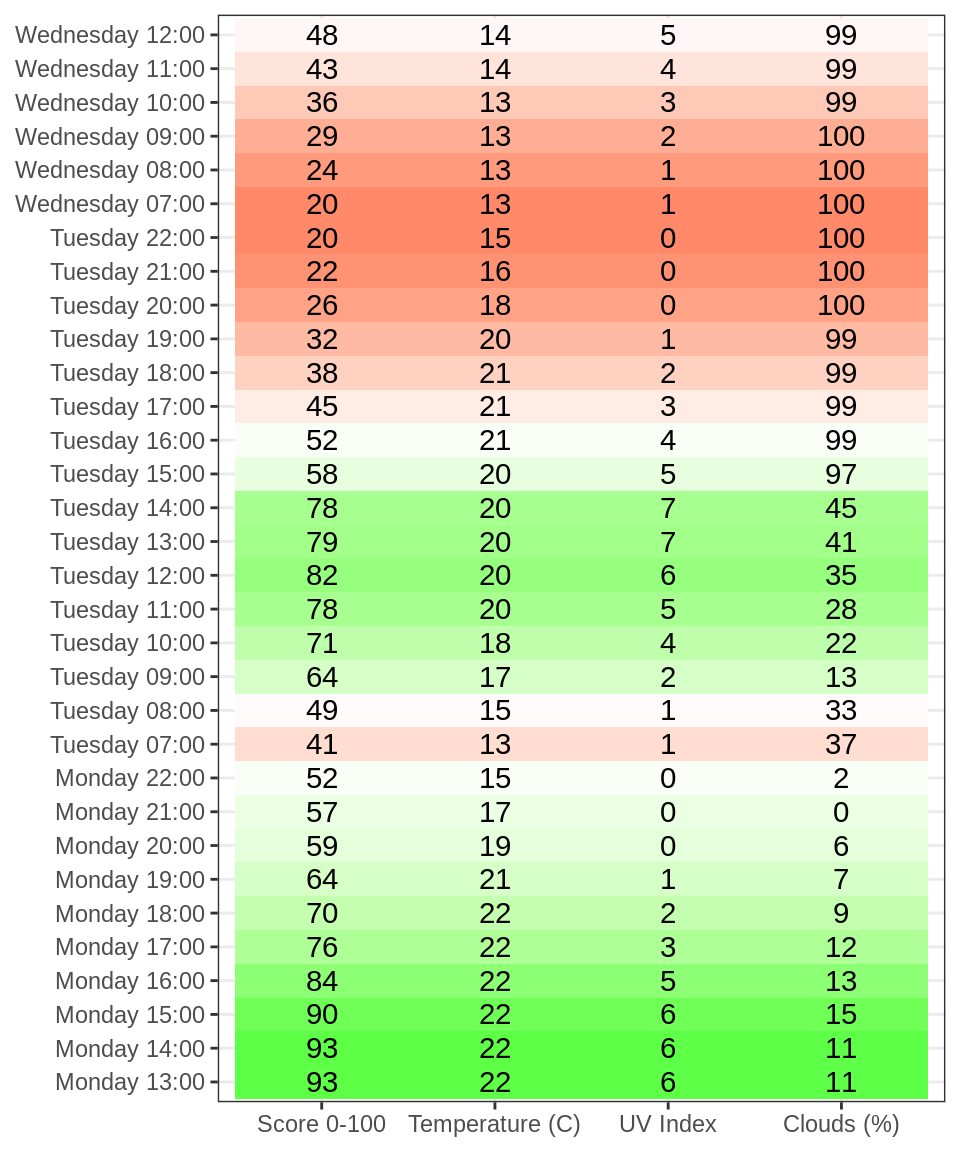 Wednesday 12:00 48 14 5 99
Wednesday 11:00 43 14 4 99
Wednesday 10:00 36 13 3 99
Wednesday 09:00 29 13 2 100
Wednesday 08:00 24 13 1 100
Wednesday 07:00 20 13 1 100
Tuesday 22:00 20 15 0 100
Tuesday 21:00 22 16 0 100
Tuesday 20:00 26 18 0 100
Tuesday 19:00 32 20 1 99
Tuesday 18:00 38 21 2 99
Tuesday 17:00 45 21 3 99
Tuesday 16:00 52 21 4 99
Tuesday 15:00 58 20 5 97
Tuesday 14:00 78 20 7 45
Tuesday 13:00 79 20 7 41
Tuesday 12:00 82 20 6 35
Tuesday 11:00 78 20 5 28
Tuesday 10:00 71 18 4 22
Tuesday 09:00 64 17 2 13
Tuesday 08:00 49 15 1 33
Tuesday 07:00 41 13 1 37
Monday 22:00 52 15 0 2
Monday 21:00 57 17 0 0
Monday 20:00 59 19 0 6
Monday 19:00 64 21 1 7
Monday 18:00 70 22 2 9
Monday 17:00 76 22 3 12
Monday 16:00 84 22 5 13
Monday 15:00 90 22 6 15
Monday 14:00 93 22 6 11
Monday 13:00 93 22 6 11
Score 0-100 Temperature (C) UV Index Clouds (%)